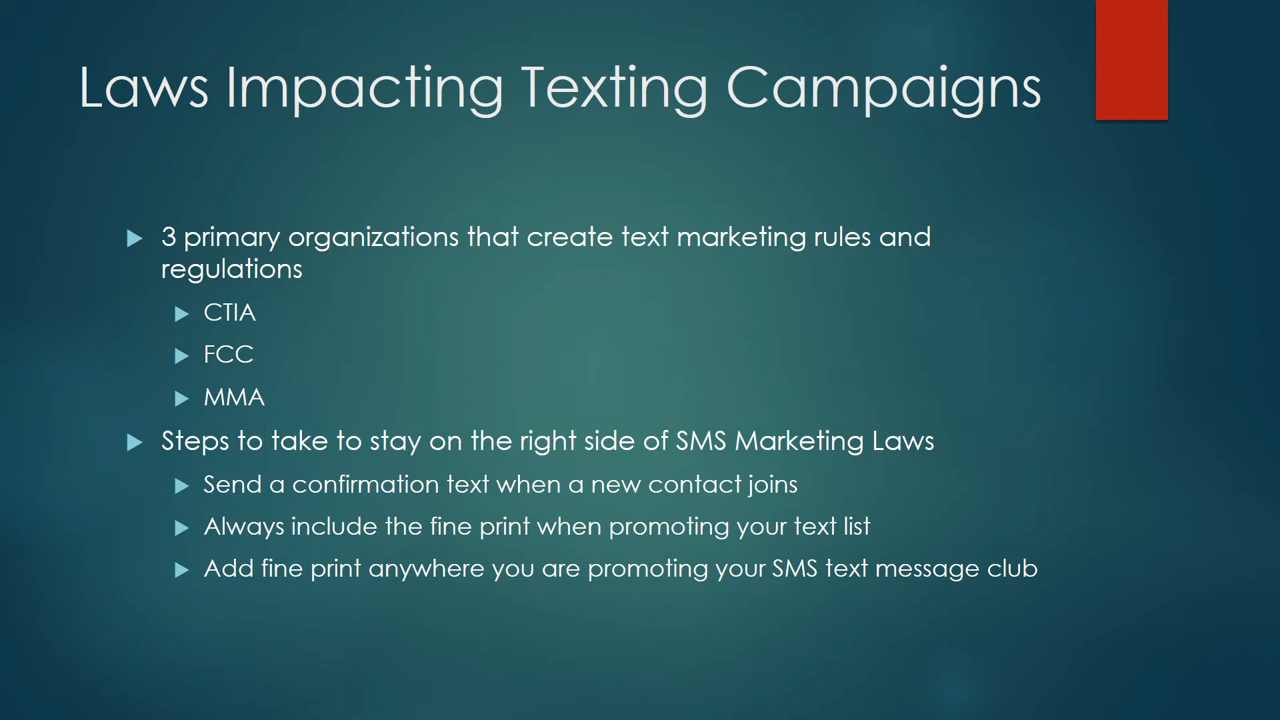 Laws Impacting Texting Campaigns
3 primary organizations that create text marketing rules and
regulations
CTIA
FCC
MMA
Steps to take to stay on the right side of SMS Marketing Laws
Send a confirmation text when a new contact joins
Always include the fine print when promoting your text list
Add fine print anywhere you are promoting your SMS text message club